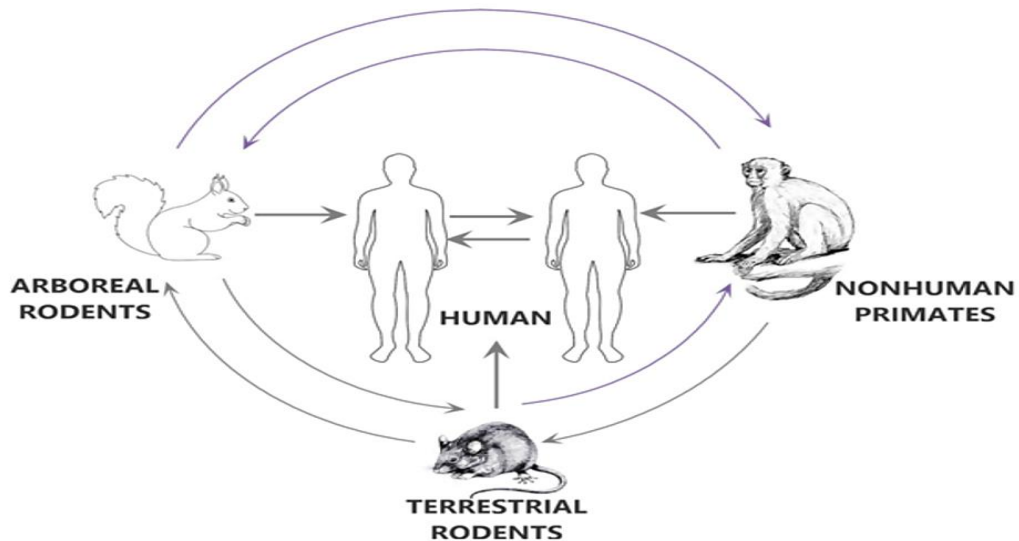 ARBOREAL
RODENTS
HUMAN
NONHUMAN
PRIMATES
TERRESTRIAL
RODENTS